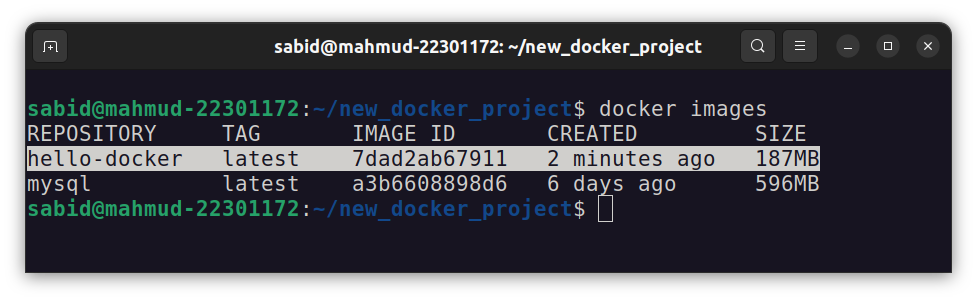 sabid@mahmud-22301172: ~/new_docker_project
sabid@mahmud-22301172:~/new_docker_project$ docker images
REPOSITORY     TAG       IMAGE ID       CREATED         SIZE
hello-docker   latest    7dad2ab67911   2 minutes ago   187MB
mysql          latest    a3b6608898d6   6 days ago      596MB
sabid@mahmud-22301172:~/new_docker_project$